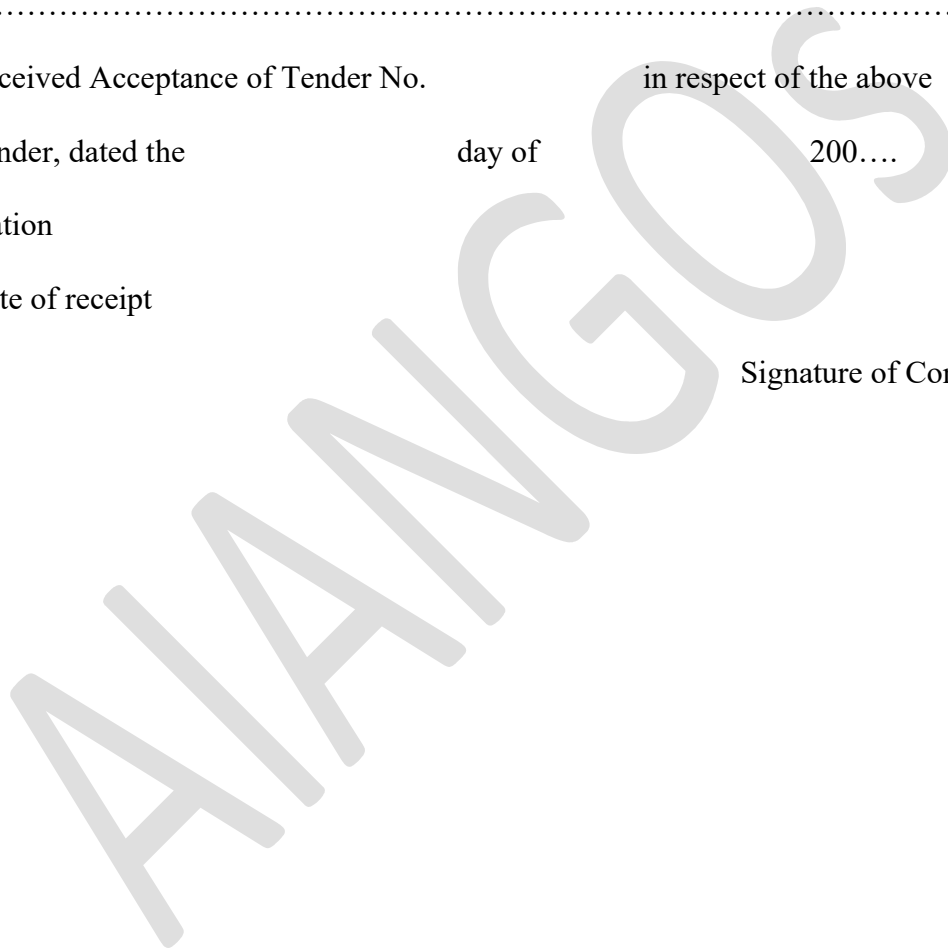 ……………………………………………………………………………………
ceived Acceptance of Tender No. in respect of the above
nder, dated the day of 200….
ation
te of receipt
Signature of Con
AIANGOS